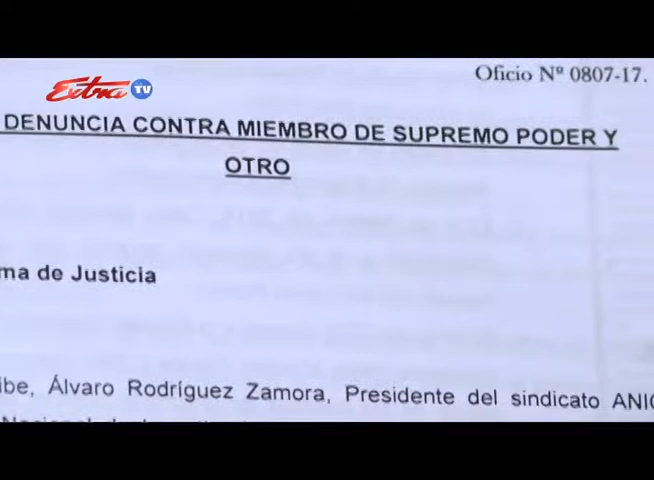 Oficio Nº 0807-17.
Extra TV
DENUNCIA CONTRA MIEMBRO DE SUPREMO PODER Y
OTRO
ma de Justicia
ibe, Álvaro Rodríguez Zamora, Presidente del sindicato ANIC